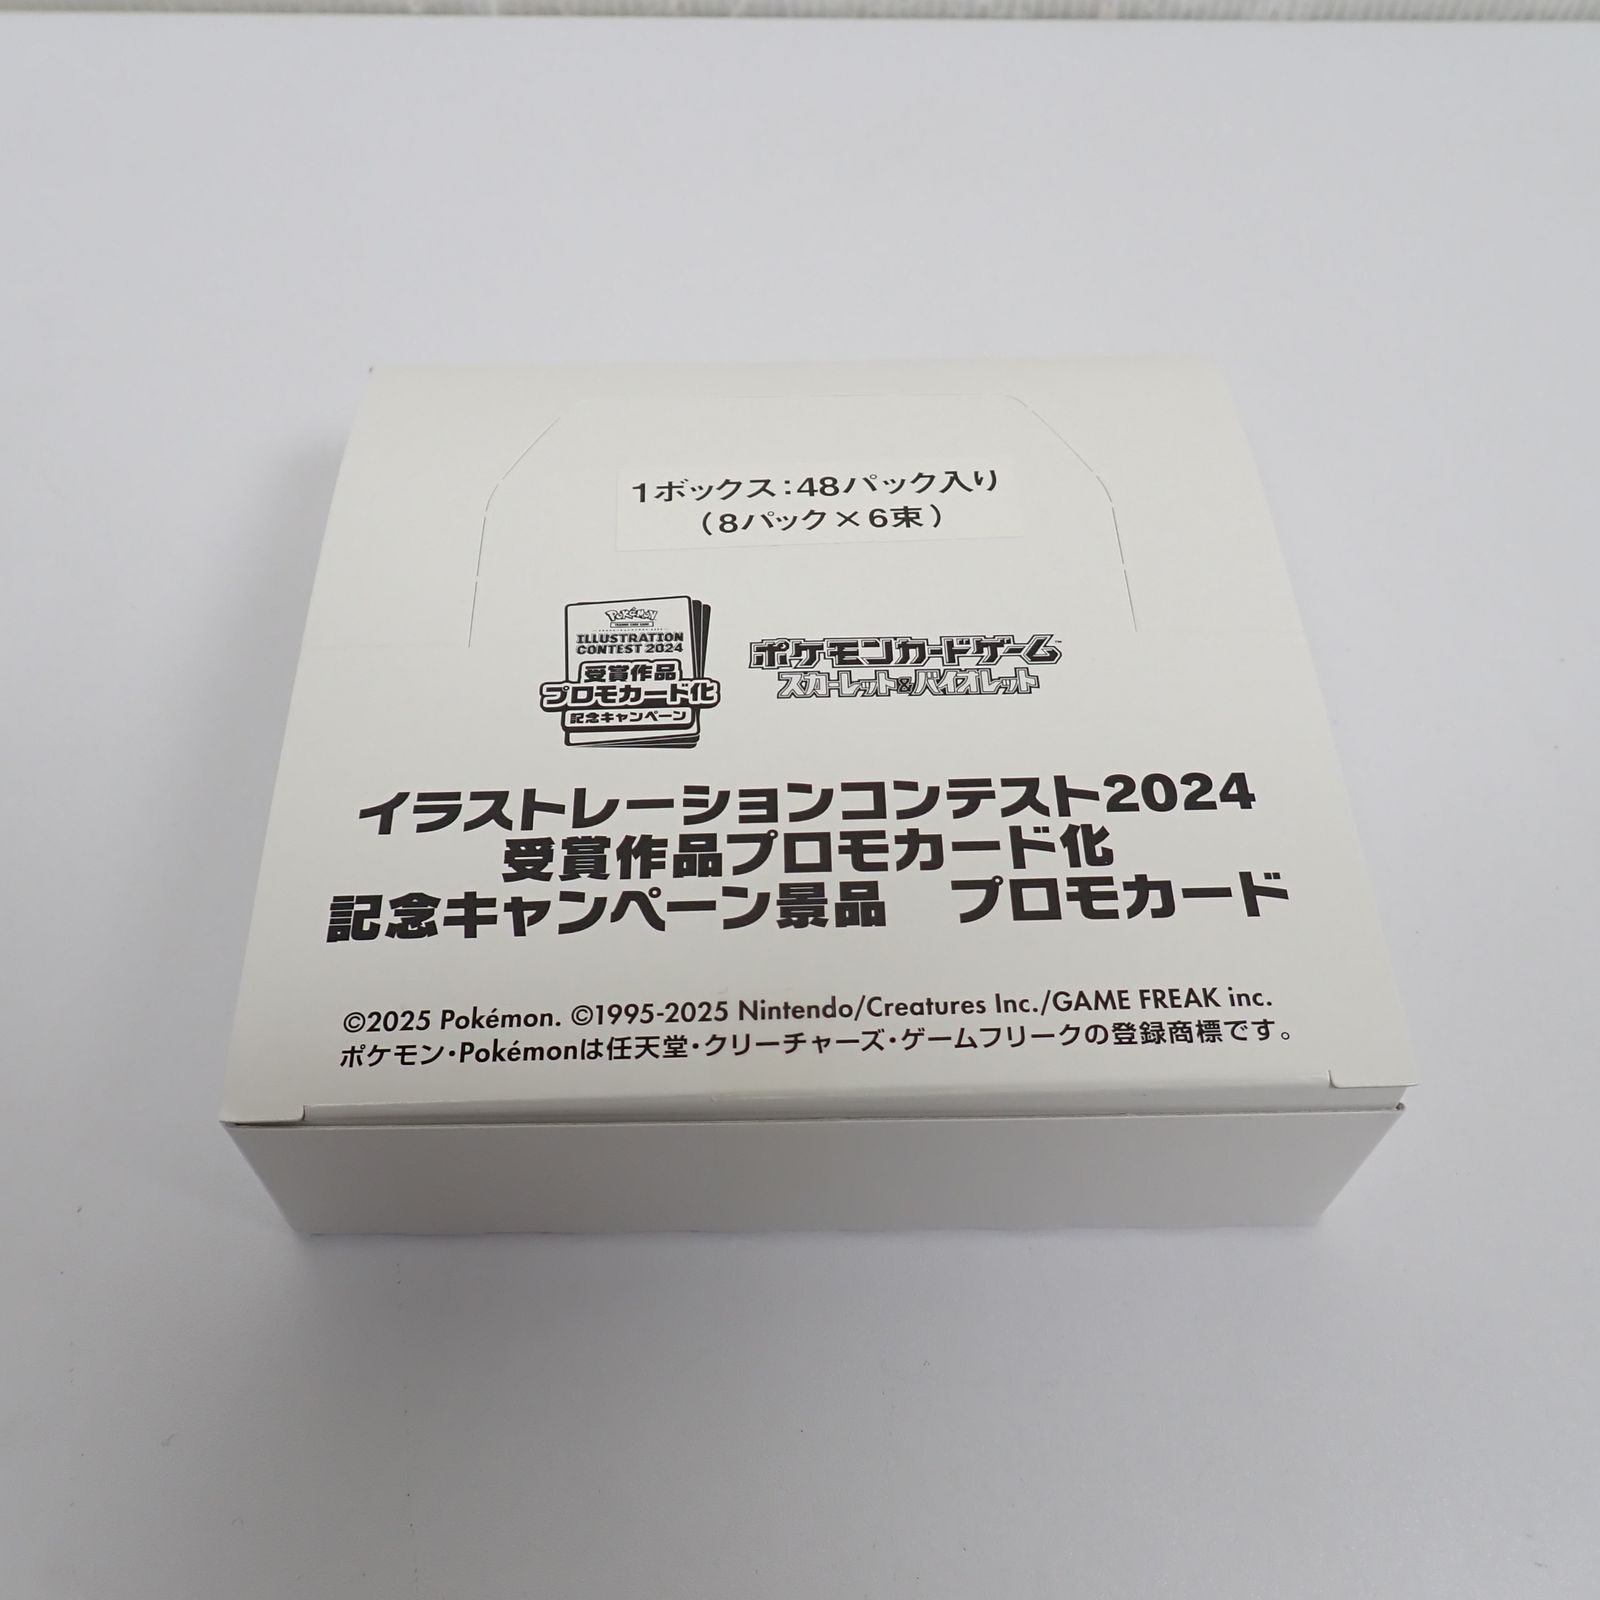 1ボックス：48パック入り
（8パック×6束）
POKéMON
TRADING CARD GAME
ILLUSTRATION
CONTEST 2024
受賞作品
プロモカード化
記念キャンペーン
ポケモンカードゲーム
スカーレット&バイオレット
イラストレーションコンテスト2024
受賞作品プロモカード化
記念キャンペーン景品　プロモカード
©2025 Pokémon. ©1995-2025 Nintendo/Creatures Inc./GAME FREAK inc.
ポケモン・Pokémonは任天堂・クリーチャーズ・ゲームフリークの登録商標です。